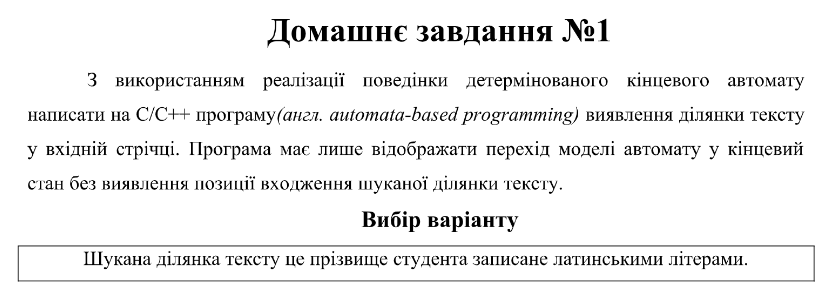 Домашнє завдання №1
З використанням реалізації поведінки детермінованого кінцевого автомату
написати на C/C++ програму(англ. automata-based programming) виявлення ділянки тексту
у вхідній стрічці. Програма має лише відображати перехід моделі автомату у кінцевий
стан без виявлення позиції входження шуканої ділянки тексту.
Вибір варіанту
Шукана ділянка тексту це прізвище студента записане латинськими літерами.